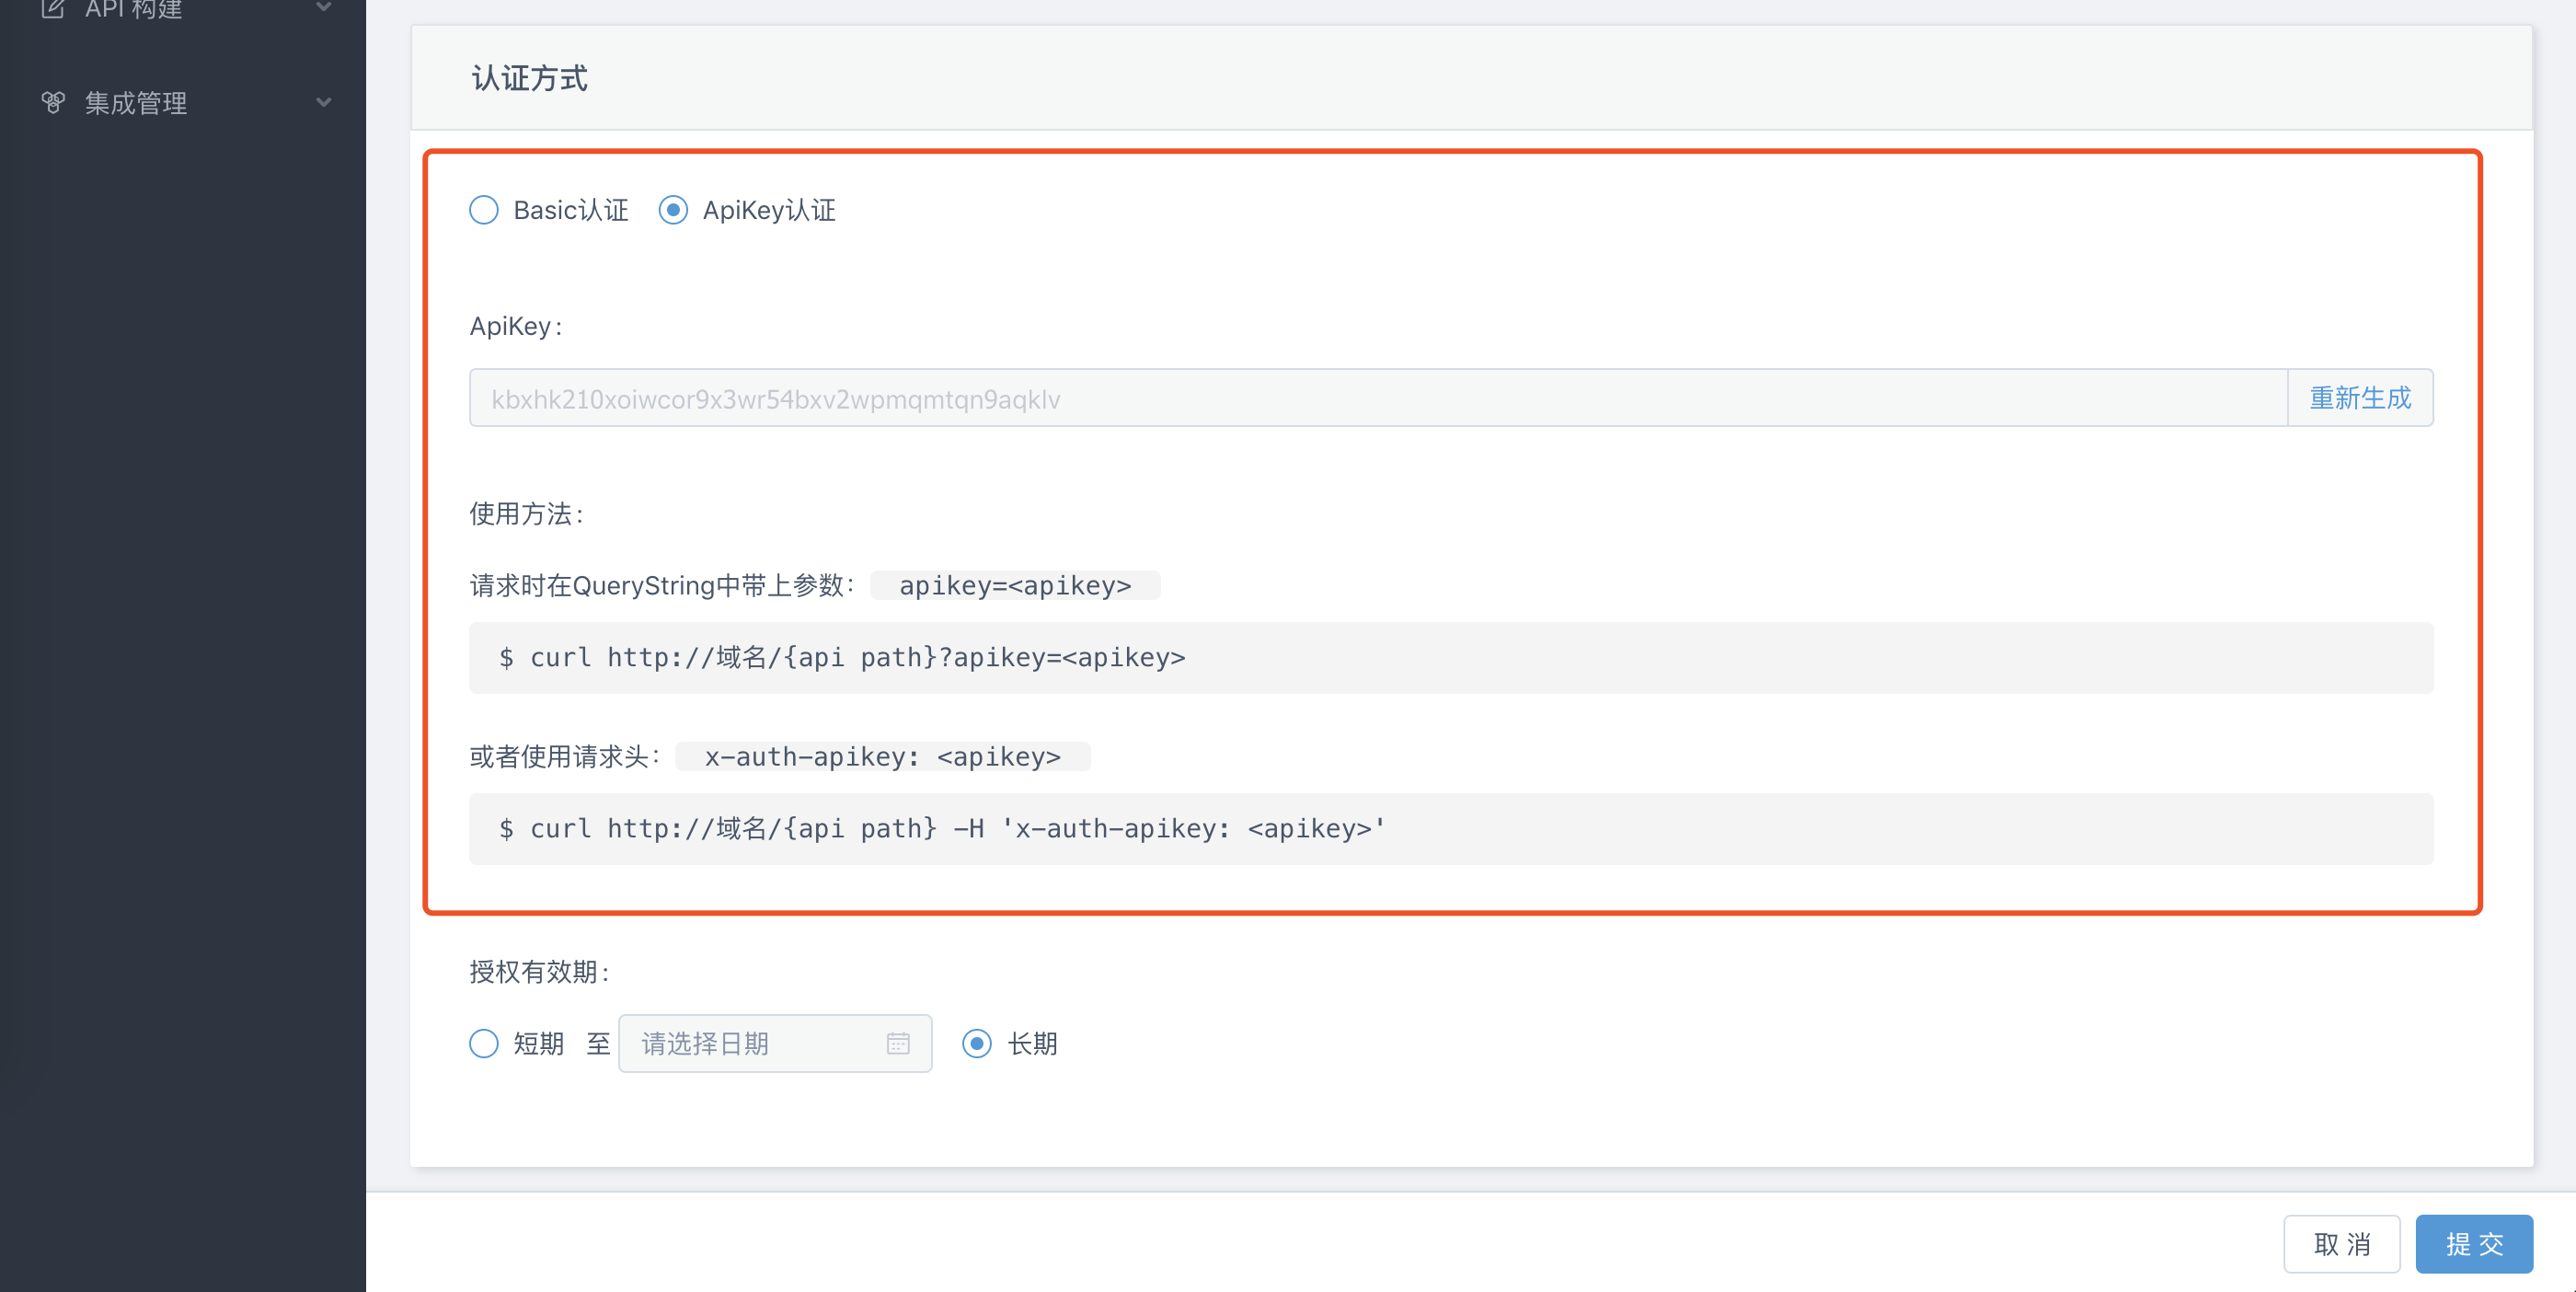 API 构建
集成管理
认证方式
Basic认证 ApiKey认证
ApiKey:
kbxhk210xoiwcor9x3wr54bxv2wpmqmtqn9aqklv 重新生成
使用方法:
请求时在QueryString中带上参数: apikey=<apikey>
$ curl http://域名/{api path}?apikey=<apikey>
或者使用请求头: x-auth-apikey: <apikey>
$ curl http://域名/{api path} -H 'x-auth-apikey: <apikey>'
授权有效期:
短期 至 请选择日期 长期
取 消 提 交